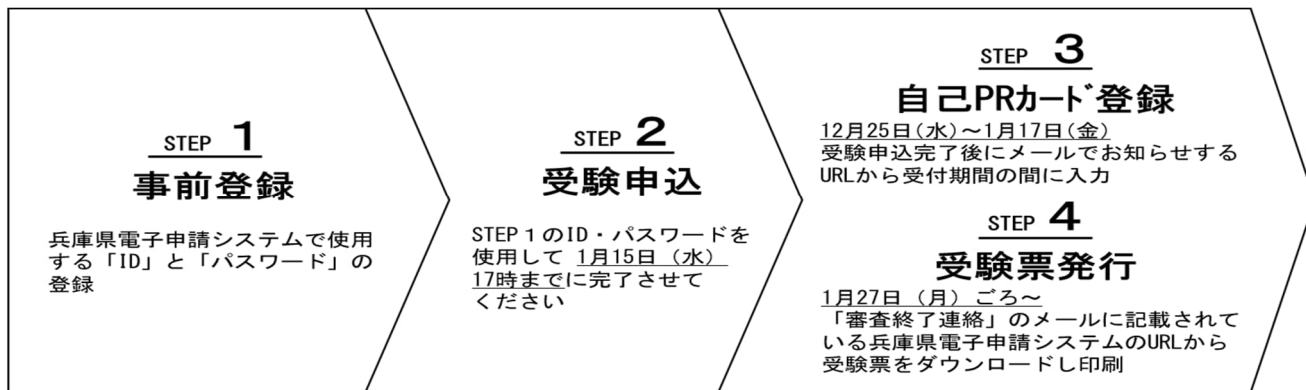 STEP 1
事前登録
兵庫県電子申請システムで使用
する「ID」と「パスワード」の
登録
STEP 2
受験申込
STEP１のID・パスワードを
使用して 1月15日（水）
17時までに完了させて
ください
STEP 3
自己PRｶｰﾄﾞ登録
12月25日(水)～1月17日(金)
受験申込完了後にメールでお知らせする
URLから受付期間の間に入力
STEP 4
受験票発行
1月27日（月）ごろ～
「審査終了連絡」のメールに記載されて
いる兵庫県電子申請システムのURLから
受験票をダウンロードし印刷